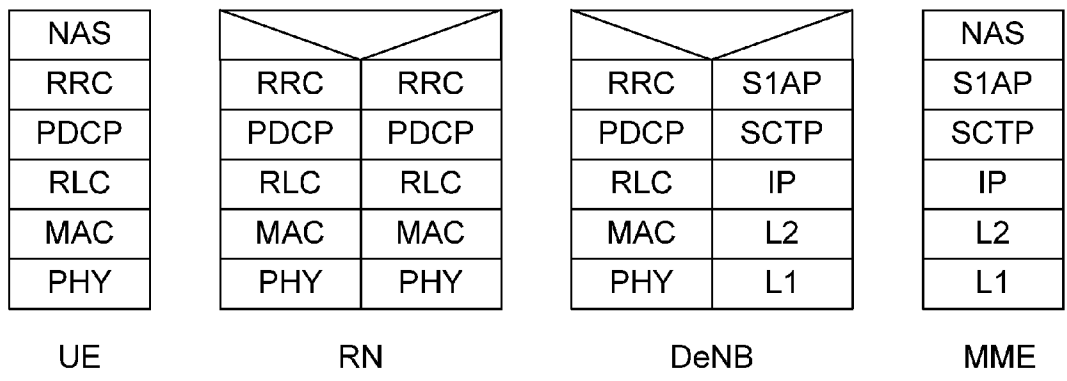 NAS NAS
RRC RRC RRC RRC S1AP S1AP
PDCP PDCP PDCP PDCP SCTP SCTP
RLC RLC RLC RLC IP IP
MAC MAC MAC MAC L2 L2
PHY PHY PHY PHY L1 L1
UE RN DeNB MME